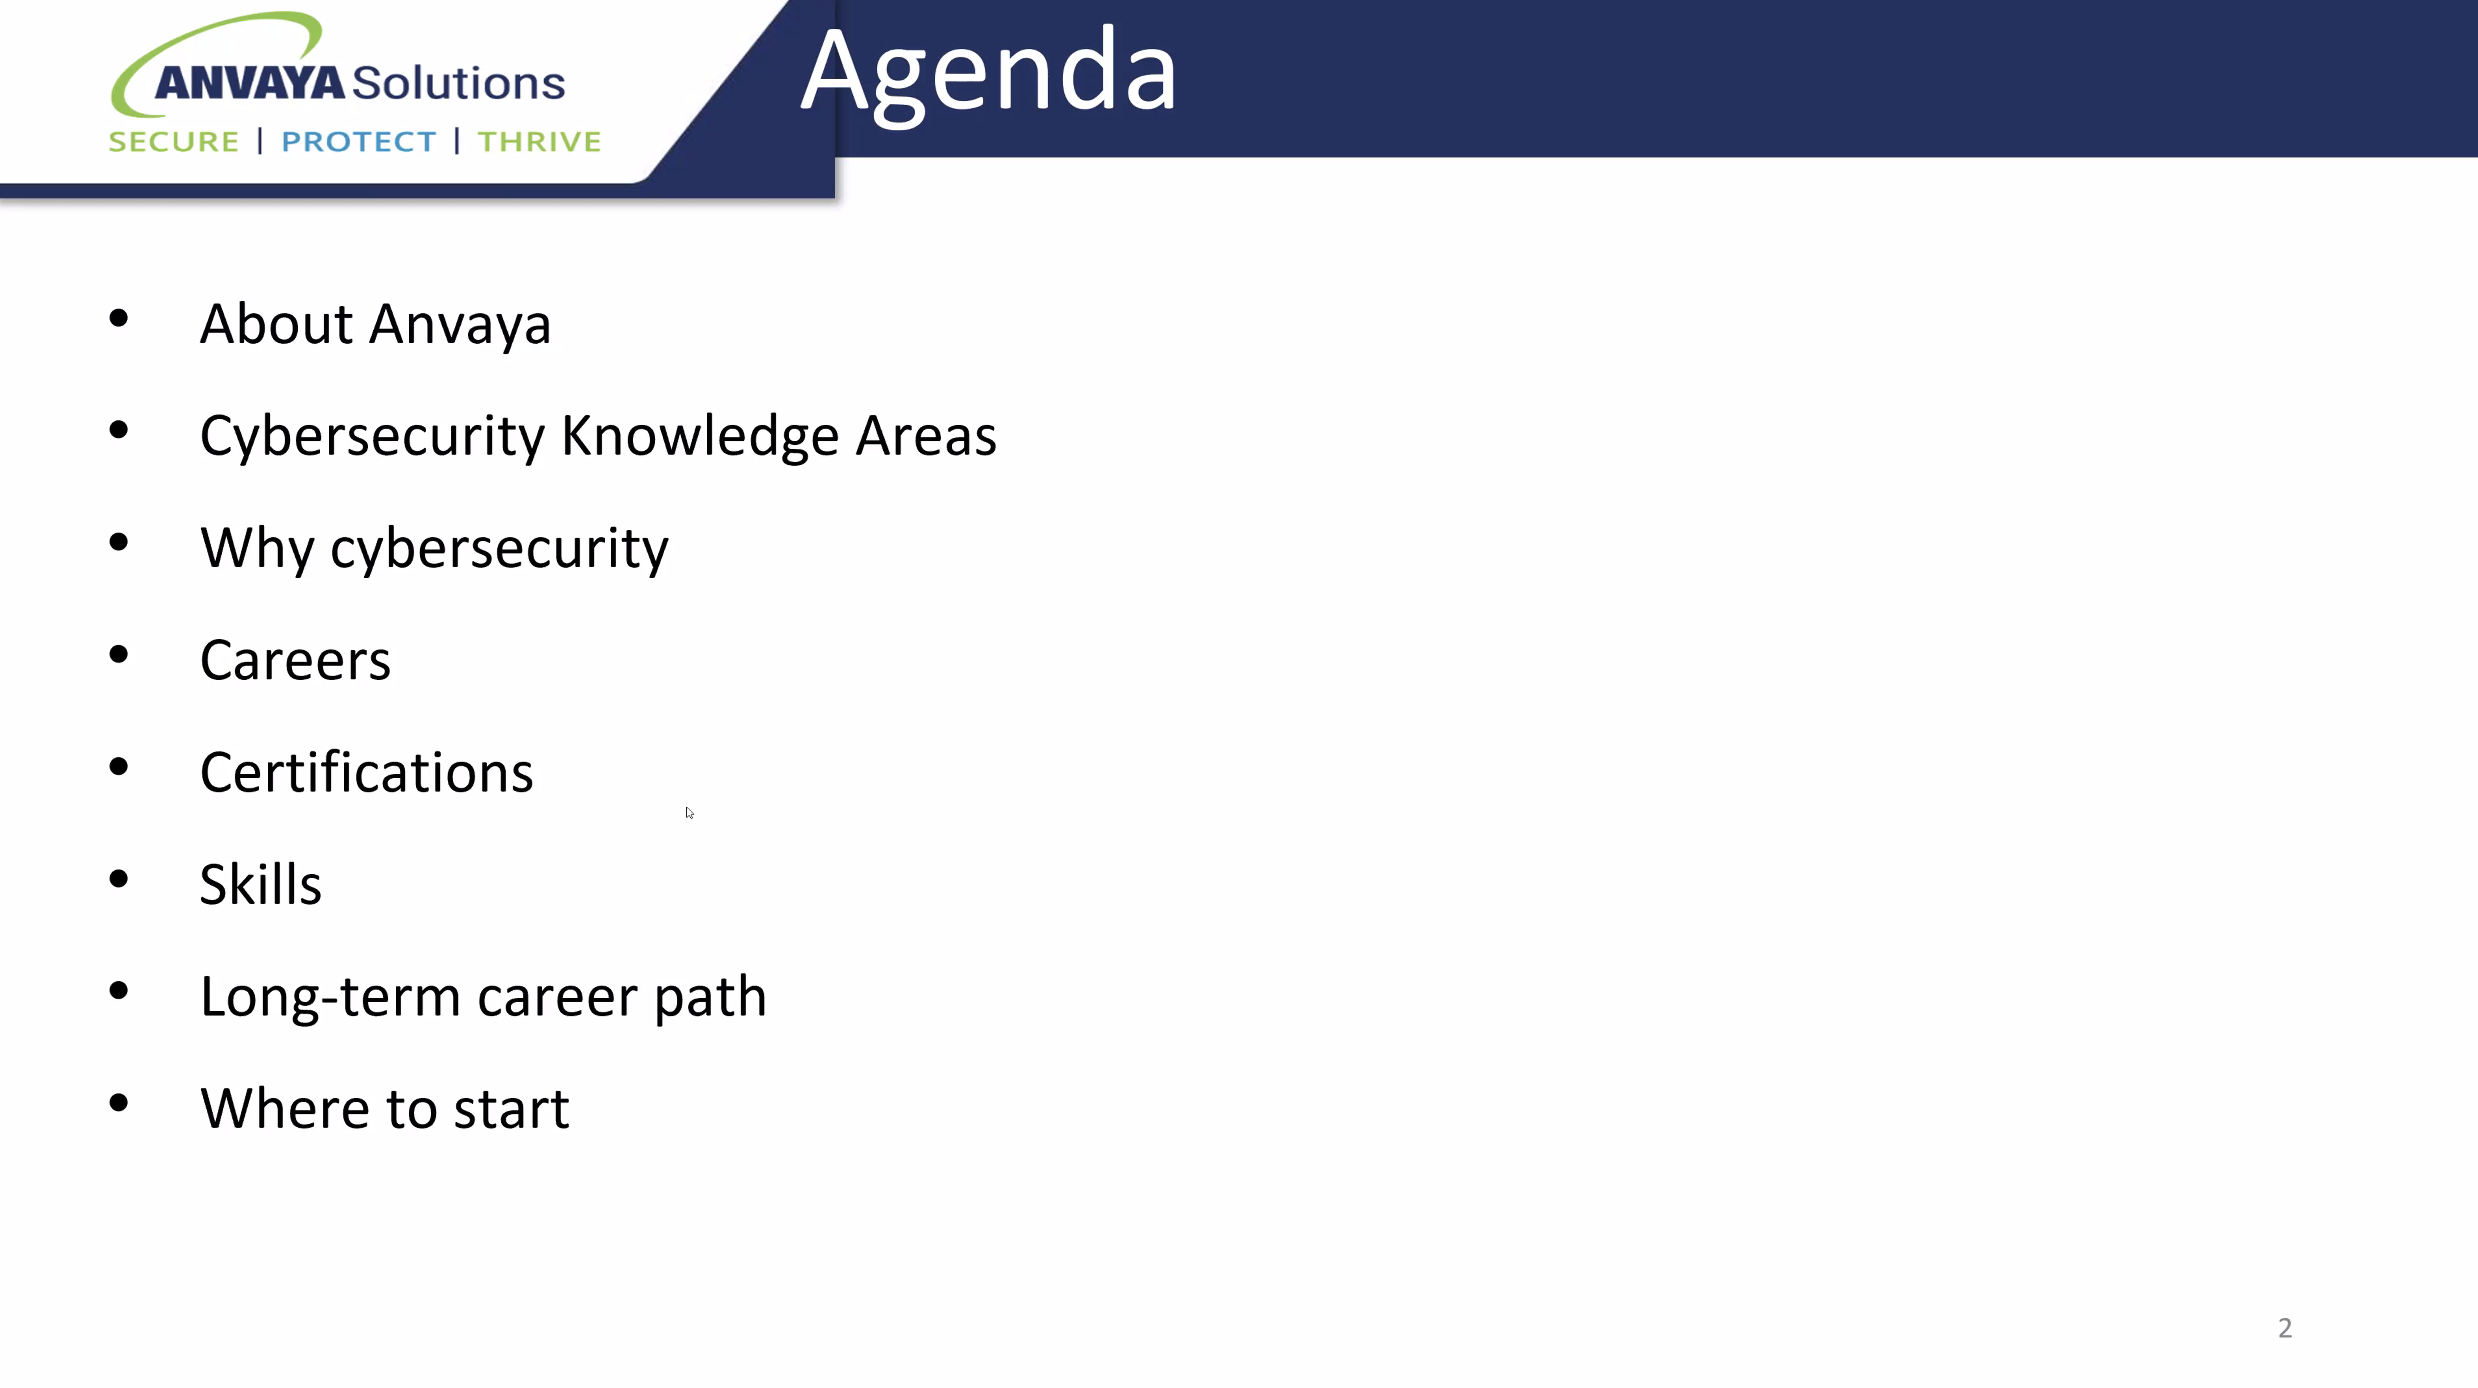 ANVAYA Solutions
SECURE | PROTECT | THRIVE
Agenda
• About Anvaya
• Cybersecurity Knowledge Areas
• Why cybersecurity
• Careers
• Certifications
• Skills
• Long-term career path
• Where to start
2